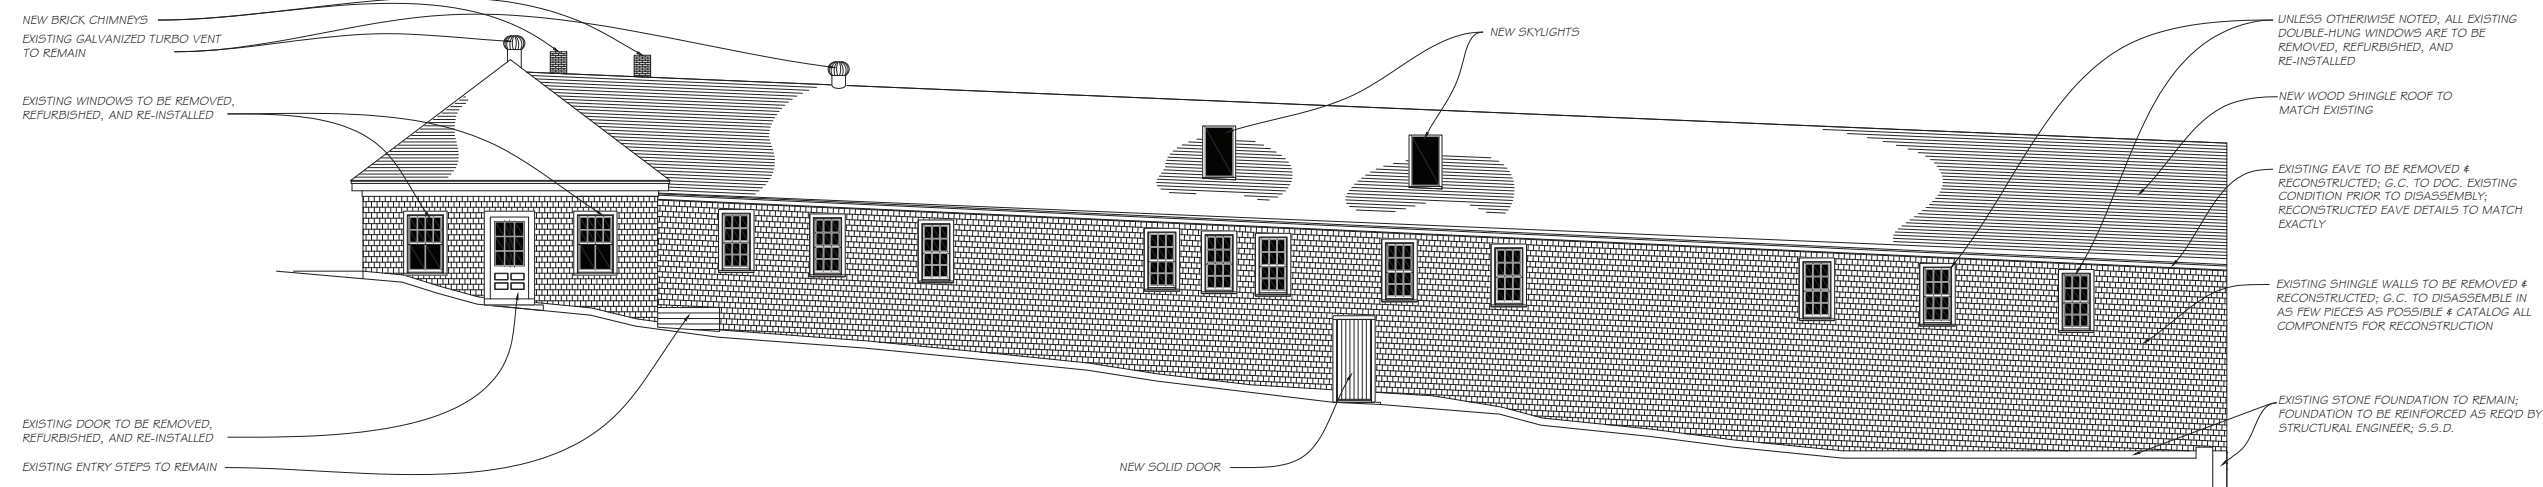 NEW BRICK CHIMNEYS
EXISTING GALVANIZED TURBO VENT
TO REMAIN
EXISTING WINDOWS TO BE REMOVED,
REFURBISHED, AND RE-INSTALLED
EXISTING DOOR TO BE REMOVED,
REFURBISHED, AND RE-INSTALLED
EXISTING ENTRY STEPS TO REMAIN
NEW SKYLIGHTS
NEW SOLID DOOR
UNLESS OTHERIWISE NOTED, ALL EXISTING
DOUBLE-HUNG WINDOWS ARE TO BE
REMOVED, REFURBISHED, AND
RE-INSTALLED
NEW WOOD SHINGLE ROOF TO
MATCH EXISTING
EXISTING EAVE TO BE REMOVED &
RECONSTRUCTED; G.C. TO DOC. EXISTING
CONDITION PRIOR TO DISASSEMBLY;
RECONSTRUCTED EAVE DETAILS TO MATCH
EXACTLY
EXISTING SHINGLE WALLS TO BE REMOVED &
RECONSTRUCTED; G.C. TO DISASSEMBLE IN
AS FEW PIECES AS POSSIBLE & CATALOG ALL
COMPONENTS FOR RECONSTRUCTION
EXISTING STONE FOUNDATION TO REMAIN;
FOUNDATION TO BE REINFORCED AS REQ'D BY
STRUCTURAL ENGINEER; S.S.D.